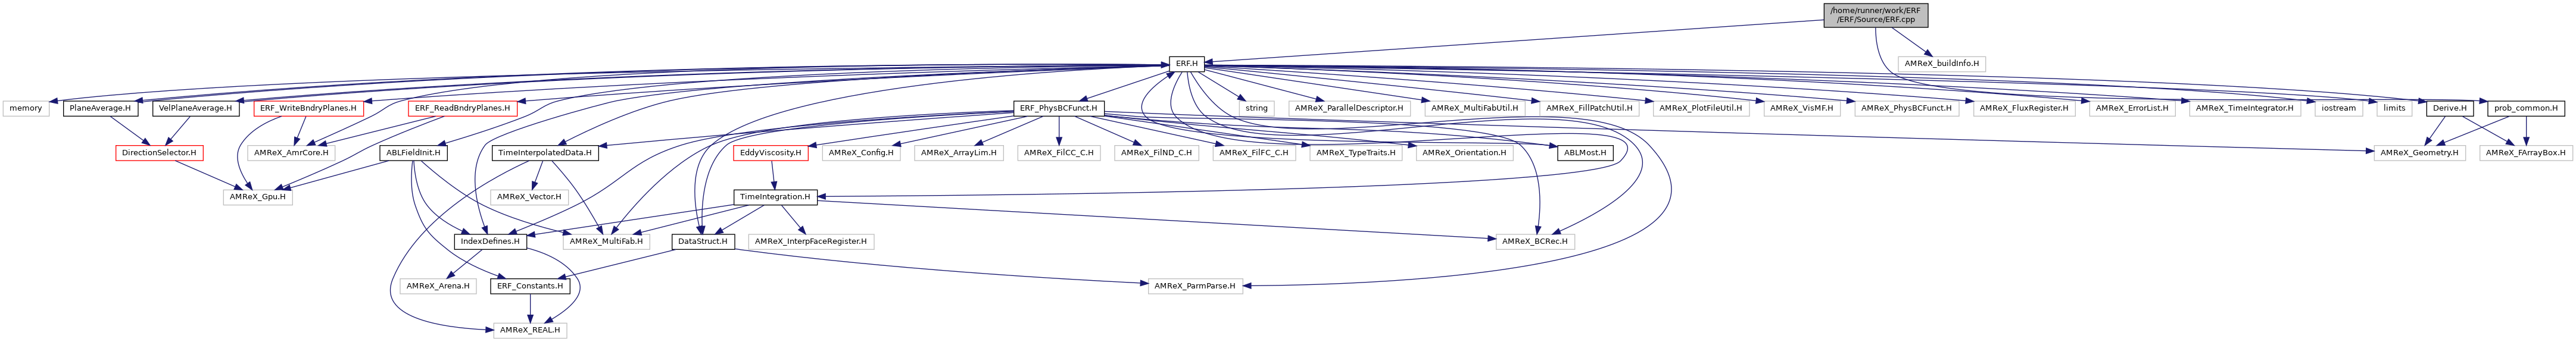 /home/runner/work/ERF
/ERF/Source/ERF.cpp
ERF.H
AMReX_buildInfo.H
memory
PlaneAverage.H
VelPlaneAverage.H
ERF_WriteBndryPlanes.H
ERF_ReadBndryPlanes.H
ERF_PhysBCFunct.H
string
AMReX_ParallelDescriptor.H
AMReX_MultiFabUtil.H
AMReX_FillPatchUtil.H
AMReX_PlotFileUtil.H
AMReX_VisMF.H
AMReX_PhysBCFunct.H
AMReX_FluxRegister.H
AMReX_ErrorList.H
AMReX_TimeIntegrator.H
iostream
limits
Derive.H
prob_common.H
DirectionSelector.H
AMReX_AmrCore.H
ABLFieldInit.H
TimeInterpolatedData.H
EddyViscosity.H
AMReX_Config.H
AMReX_ArrayLim.H
AMReX_FilCC_C.H
AMReX_FilND_C.H
AMReX_FilFC_C.H
AMReX_TypeTraits.H
AMReX_Orientation.H
ABLMost.H
AMReX_Geometry.H
AMReX_FArrayBox.H
AMReX_Gpu.H
AMReX_Vector.H
TimeIntegration.H
IndexDefines.H
AMReX_MultiFab.H
DataStruct.H
AMReX_InterpFaceRegister.H
AMReX_BCRec.H
AMReX_Arena.H
ERF_Constants.H
AMReX_ParmParse.H
AMReX_REAL.H